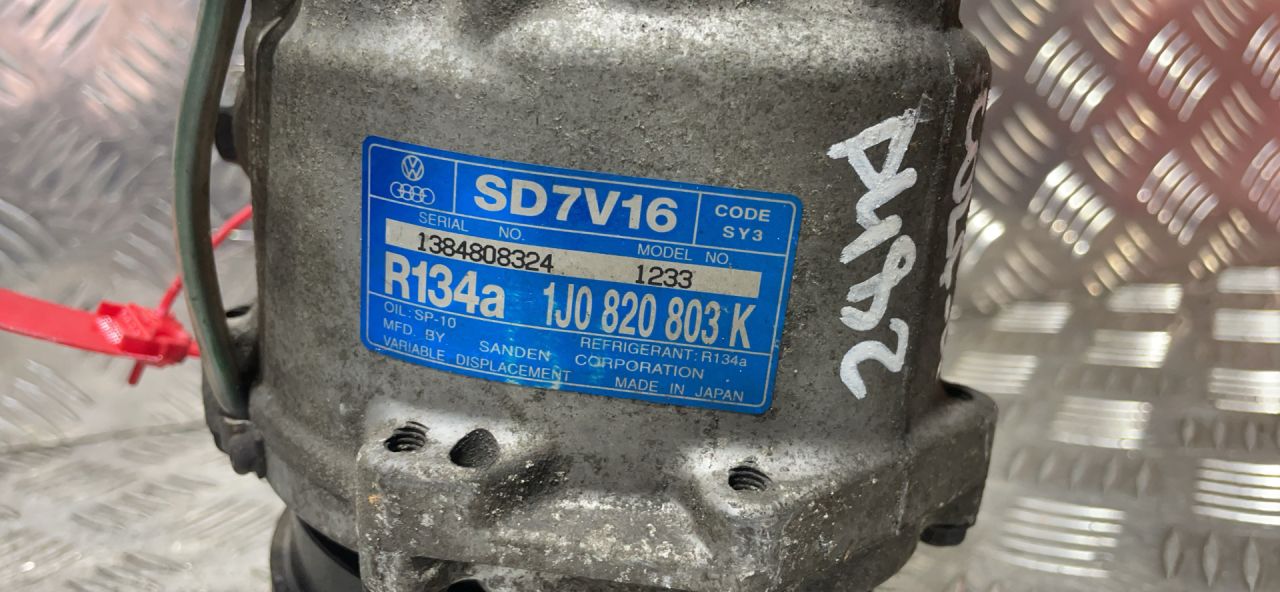 SD7V16
CODE
SY3
SERIAL NO.
MODEL NO.
1384808324 1233
R134a 1J0 820 803 K
OIL: SP-10
REFRIGERANT: R134a
MFD. BY SANDEN CORPORATION
VARIABLE DISPLACEMENT MADE IN JAPAN